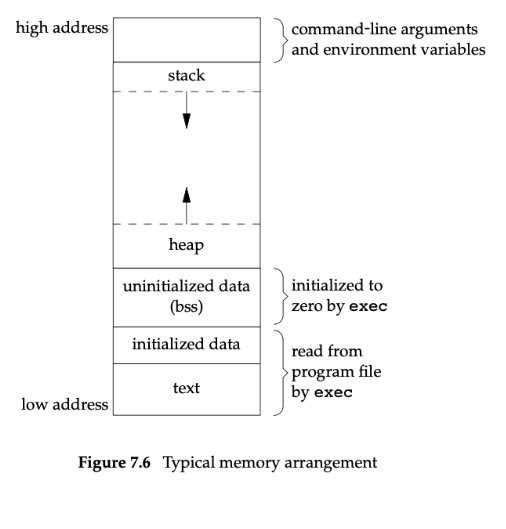 high address
command-line arguments
and environment variables
stack
heap
uninitialized data
(bss)
initialized to
zero by exec
initialized data
read from
program file
by exec
text
low address
Figure 7.6 Typical memory arrangement